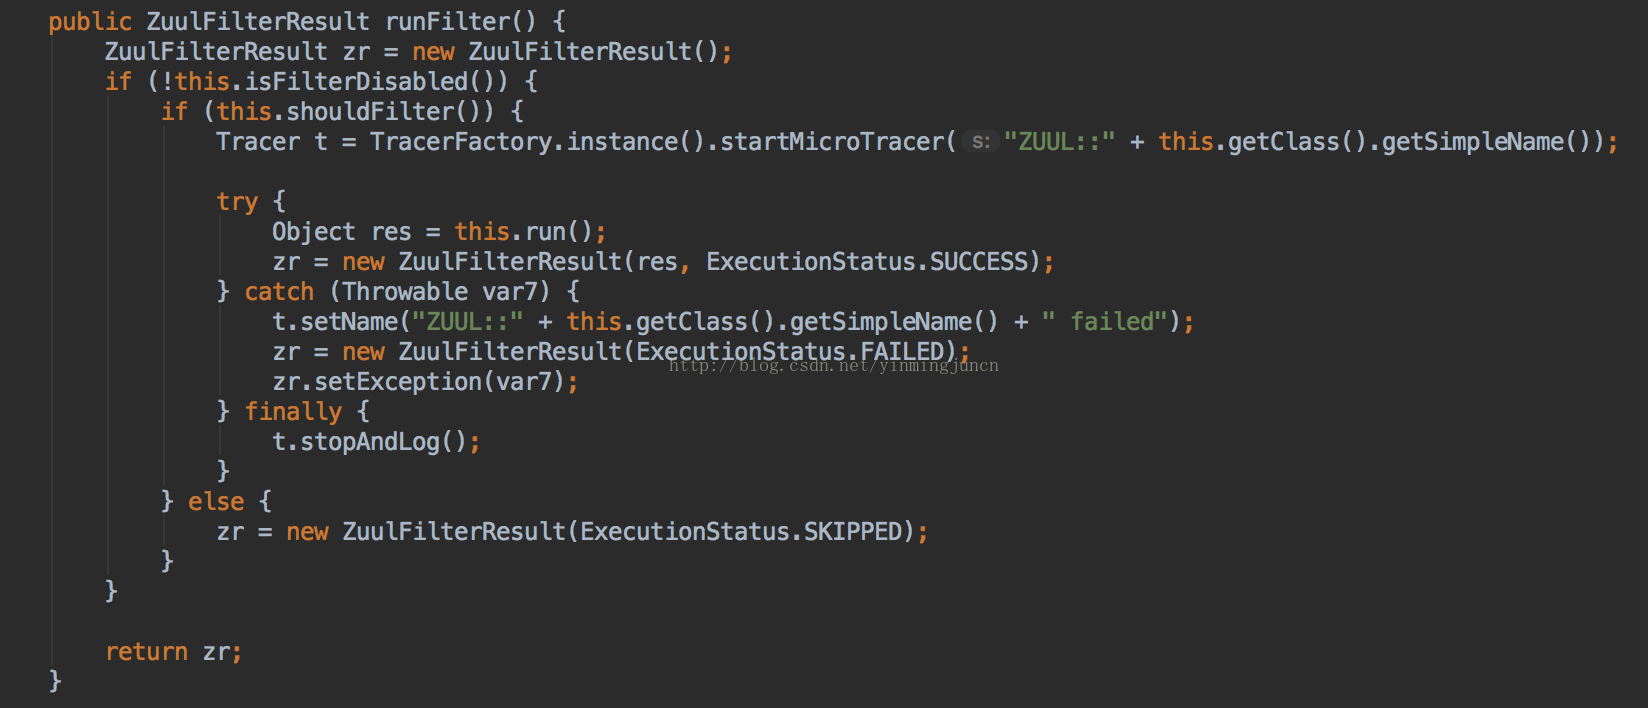 public ZuulFilterResult runFilter() {
    ZuulFilterResult zr = new ZuulFilterResult();
    if (!this.isFilterDisabled()) {
        if (this.shouldFilter()) {
            Tracer t = TracerFactory.instance().startMicroTracer( s: "ZUUL::" + this.getClass().getSimpleName());
            try {
                Object res = this.run();
                zr = new ZuulFilterResult(res, ExecutionStatus.SUCCESS);
            } catch (Throwable var7) {
                t.setName("ZUUL::" + this.getClass().getSimpleName() + " failed");
                zr = new ZuulFilterResult(ExecutionStatus.FAILED);
http://blog.csdn.net/yinmingjuncn
                zr.setException(var7);
            } finally {
                t.stopAndLog();
            }
        } else {
            zr = new ZuulFilterResult(ExecutionStatus.SKIPPED);
        }
    }
    return zr;
}